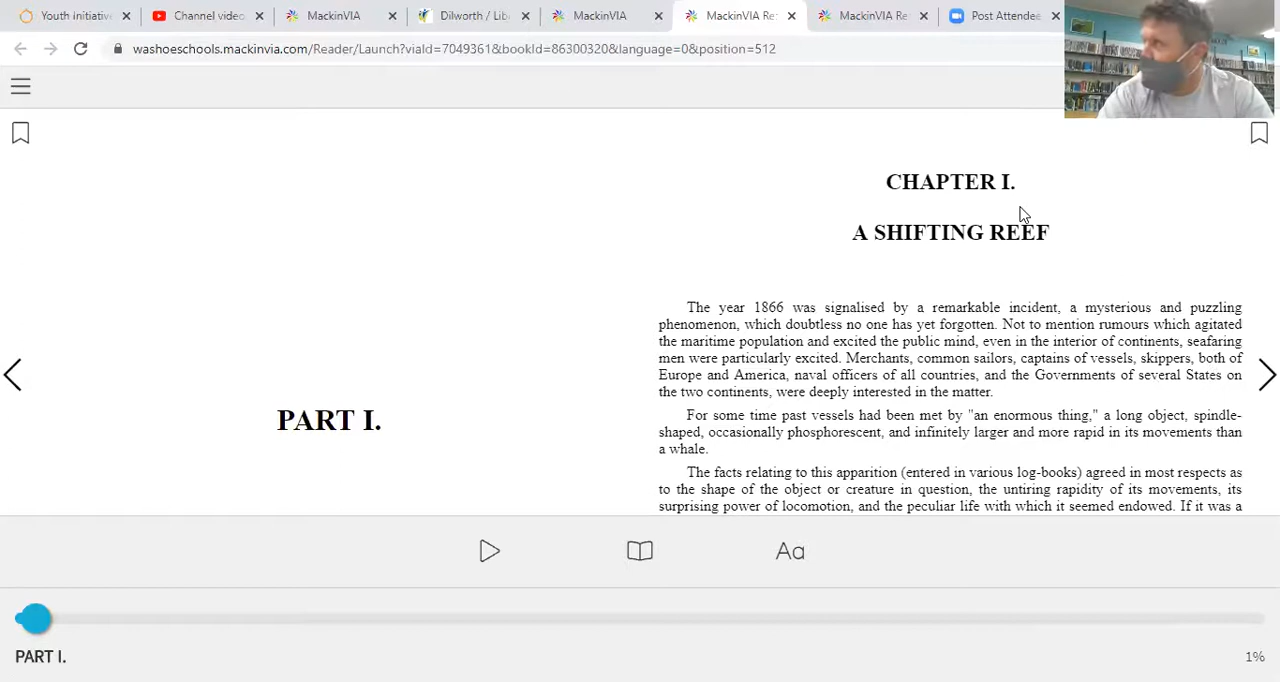 Youth initiativ
Channel video
MackinVIA
Dilworth / Lib
MackinVIA
MackinVIA Re
MackinVIA Re
Post Attendee
washoeschools.mackinvia.com/Reader/Launch?viaId=7049361&bookId=86300320&language=0&position=512
PART I.
CHAPTER I.
A SHIFTING REEF
The year 1866 was signalised by a remarkable incident, a mysterious and puzzling
phenomenon, which doubtless no one has yet forgotten. Not to mention rumours which agitated
the maritime population and excited the public mind, even in the interior of continents, seafaring
men were particularly excited. Merchants, common sailors, captains of vessels, skippers, both of
Europe and America, naval officers of all countries, and the Governments of several States on
the two continents, were deeply interested in the matter.
For some time past vessels had been met by "an enormous thing," a long object, spindle-
shaped, occasionally phosphorescent, and infinitely larger and more rapid in its movements than
a whale.
The facts relating to this apparition (entered in various log-books) agreed in most respects as
to the shape of the object or creature in question, the untiring rapidity of its movements, its
surprising power of locomotion, and the peculiar life with which it seemed endowed. If it was a
Aa
PART I.
1%